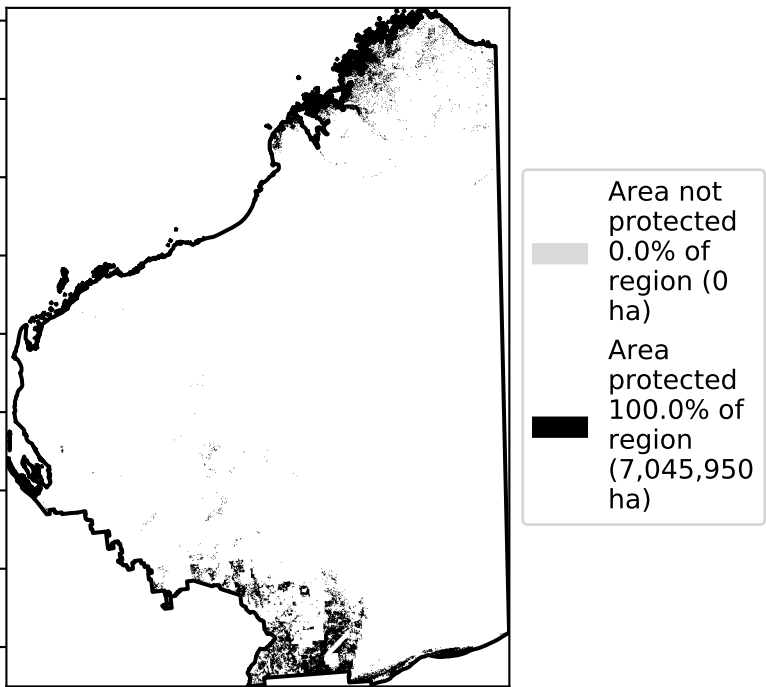 Area not
protected
0.0% of
region (0
ha)
Area
protected
100.0% of
region
(7,045,950
ha)